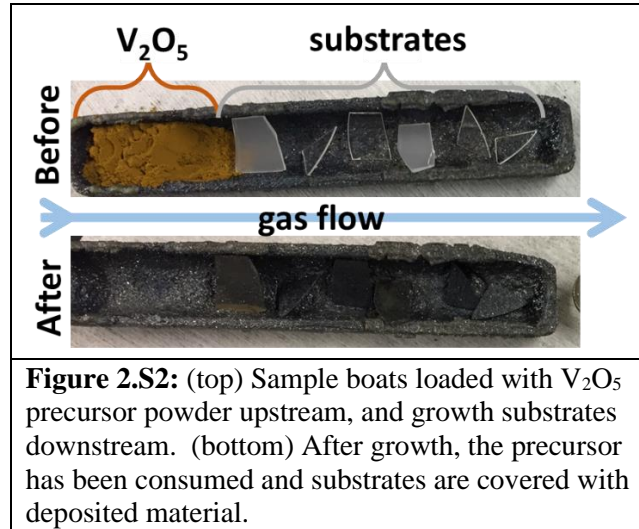 V₂O₅ substrates
Before
gas flow
After
Figure 2.S2: (top) Sample boats loaded with V₂O₅
precursor powder upstream, and growth substrates
downstream. (bottom) After growth, the precursor
has been consumed and substrates are covered with
deposited material.